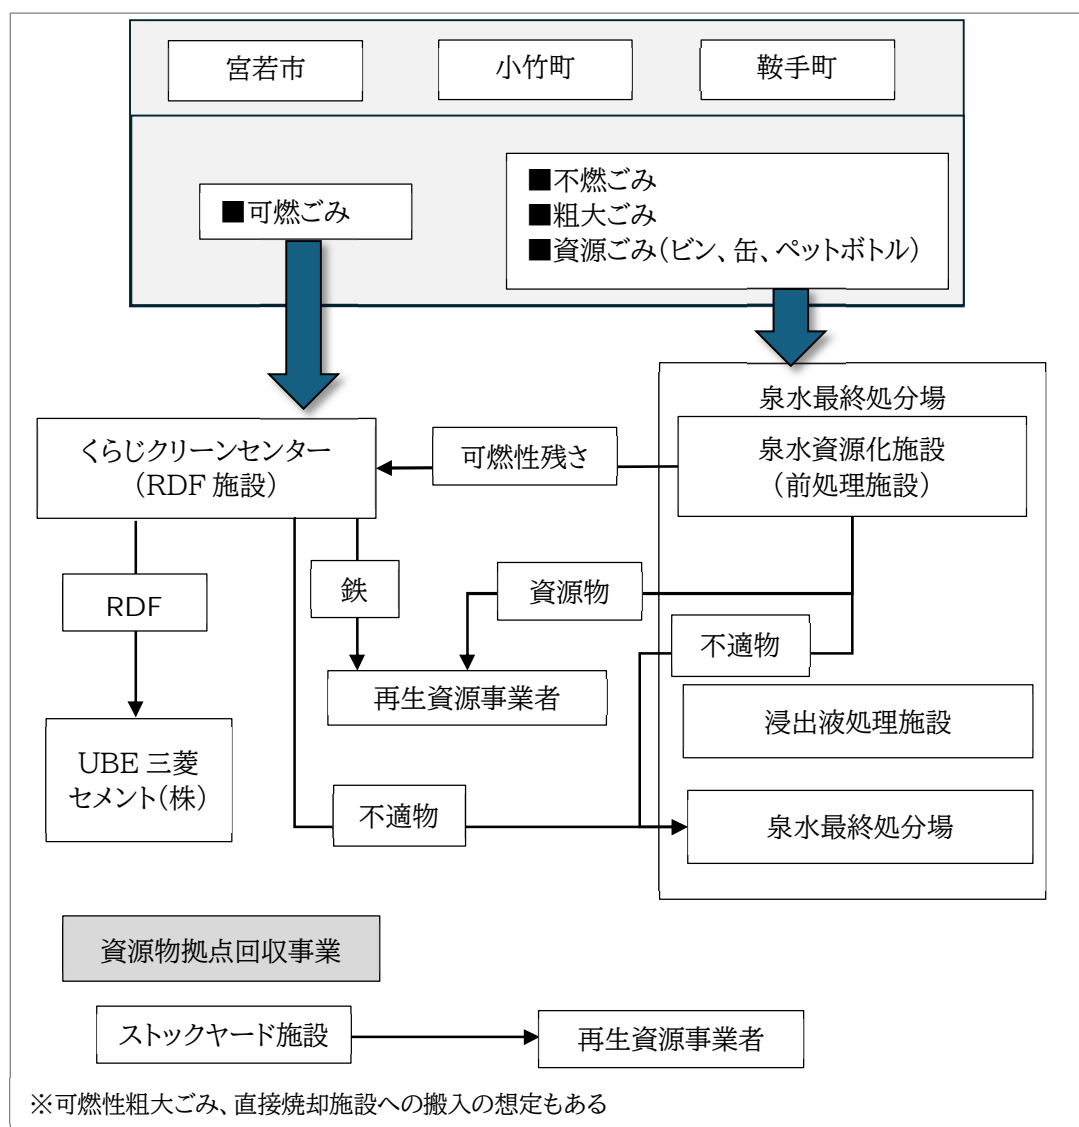 宮若市
小竹町
鞍手町
■可燃ごみ
■不燃ごみ
■粗大ごみ
■資源ごみ（ビン、缶、ペットボトル）
泉水最終処分場
くらじクリーンセンター
（RDF 施設）
可燃性残さ
泉水資源化施設
（前処理施設）
RDF
鉄
資源物
不適物
再生資源事業者
浸出液処理施設
UBE 三菱
セメント（株）
不適物
泉水最終処分場
資源物拠点回収事業
ストックヤード施設
再生資源事業者
※可燃性粗大ごみ、直接焼却施設への搬入の想定もある